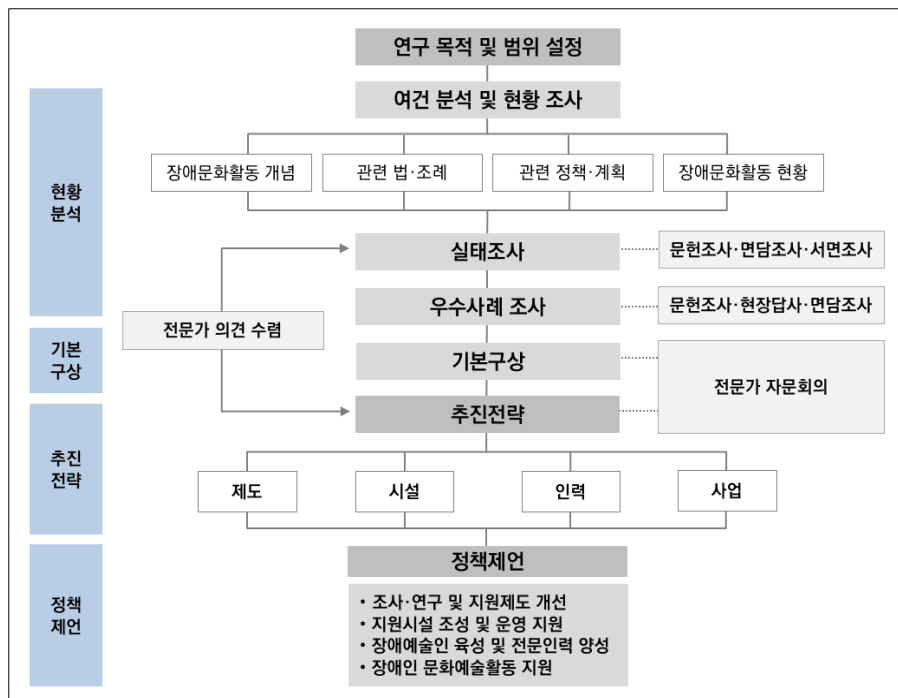 연구 목적 및 범위 설정
여건 분석 및 현황 조사
현황
분석
장애문화활동 개념
관련 법·조례
관련 정책·계획
장애문화활동 현황
실태조사
문헌조사·면담조사·서면조사
우수사례 조사
문헌조사·현장답사·면담조사
전문가 의견 수렴
기본
구상
기본구상
전문가 자문회의
추진전략
추진
전략
제도
시설
인력
사업
정책제언
정책
제언
• 조사·연구 및 지원제도 개선
• 지원시설 조성 및 운영 지원
• 장애예술인 육성 및 전문인력 양성
• 장애인 문화예술활동 지원